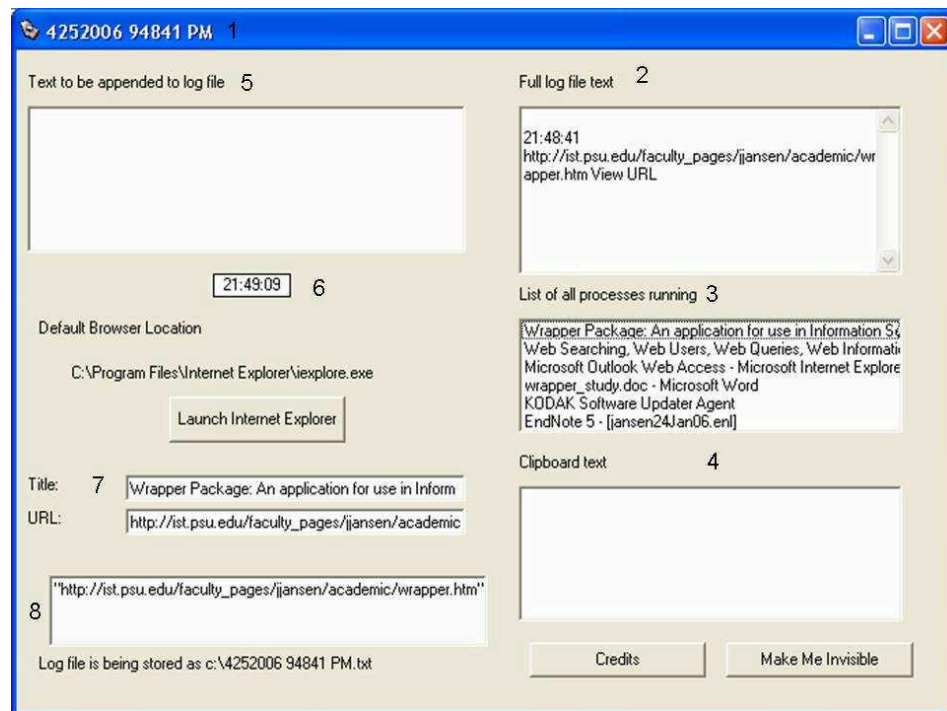 4252006 94841 PM 1
Text to be appended to log file 5
Full log file text 2
21:48:41
http://ist.psu.edu/faculty_pages/jjansen/academic/wr
apper.htm View URL
21:49:09 6
List of all processes running 3
Default Browser Location
C:\Program Files\Internet Explorer\iexplore.exe
Launch Internet Explorer
Wrapper Package: An application for use in Information Se
Web Searching, Web Users, Web Queries, Web Informati
Microsoft Outlook Web Access - Microsoft Internet Explore
wrapper_study.doc - Microsoft Word
KODAK Software Updater Agent
EndNote 5 - [jansen24Jan06.enl]
Clipboard text 4
Title: 7 Wrapper Package: An application for use in Inform
URL: http://ist.psu.edu/faculty_pages/jjansen/academic
8 "http://ist.psu.edu/faculty_pages/jjansen/academic/wrapper.htm"
Log file is being stored as c:\4252006 94841 PM.txt
Credits
Make Me Invisible